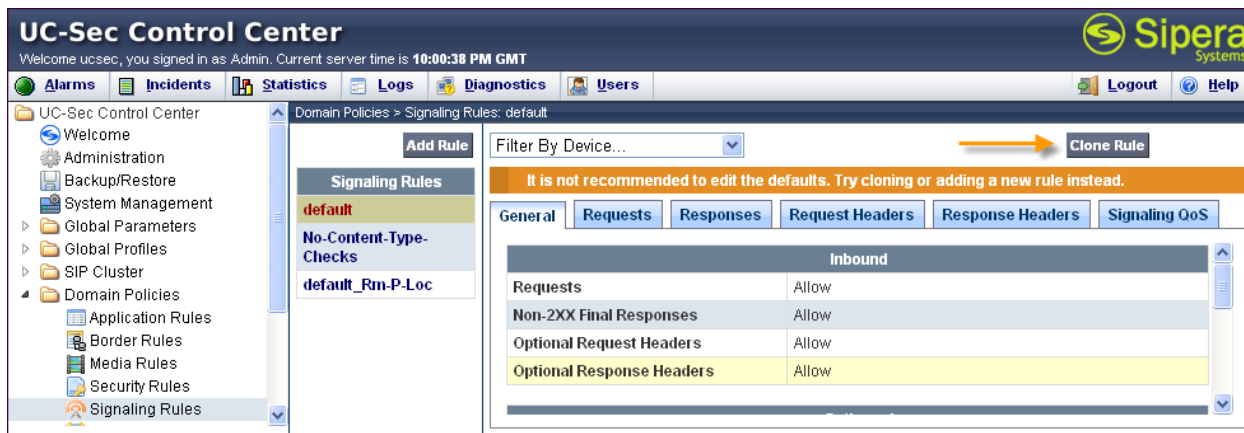 UC-Sec Control Center
Welcome ucsec, you signed in as Admin. Current server time is 10:00:38 PM GMT
Sipera
Systems
Alarms Incidents Statistics Logs Diagnostics Users Logout Help
UC-Sec Control Center
Welcome
Administration
Backup/Restore
System Management
Global Parameters
Global Profiles
SIP Cluster
Domain Policies
Application Rules
Border Rules
Media Rules
Security Rules
Signaling Rules
Domain Policies > Signaling Rules: default
Add Rule
Signaling Rules
default
No-Content-Type-
Checks
default_Rm-P-Loc
Filter By Device...
Clone Rule
It is not recommended to edit the defaults. Try cloning or adding a new rule instead.
General Requests Responses Request Headers Response Headers Signaling QoS
Inbound
Requests Allow
Non-2XX Final Responses Allow
Optional Request Headers Allow
Optional Response Headers Allow